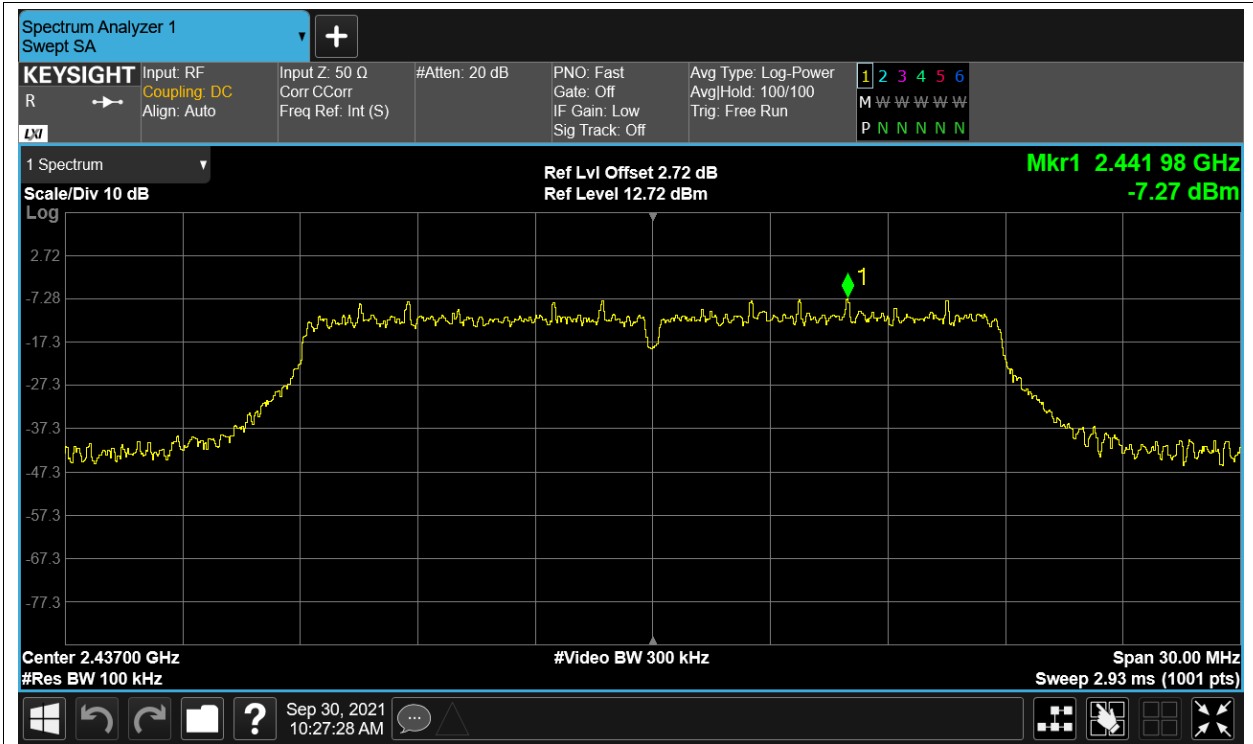 Spectrum Analyzer 1
Swept SA
KEYSIGHT
R
LXI
Input: RF
Coupling: DC
Align: Auto
Input Z: 50 Ω
Corr CCorr
Freq Ref: Int (S)
#Atten: 20 dB
PNO: Fast
Gate: Off
IF Gain: Low
Sig Track: Off
Avg Type: Log-Power
Avg|Hold: 100/100
Trig: Free Run
1 2 3 4 5 6
M W W W W W W
P N N N N N N
1 Spectrum
Scale/Div 10 dB
Log
Ref Lvl Offset 2.72 dB
Ref Level 12.72 dBm
Mkr1 2.441 98 GHz
-7.27 dBm
1
2.72
-7.28
-17.3
-27.3
-37.3
-47.3
-57.3
-67.3
-77.3
Center 2.43700 GHz
#Res BW 100 kHz
#Video BW 300 kHz
Span 30.00 MHz
Sweep 2.93 ms (1001 pts)
?
Sep 30, 2021
10:27:28 AM